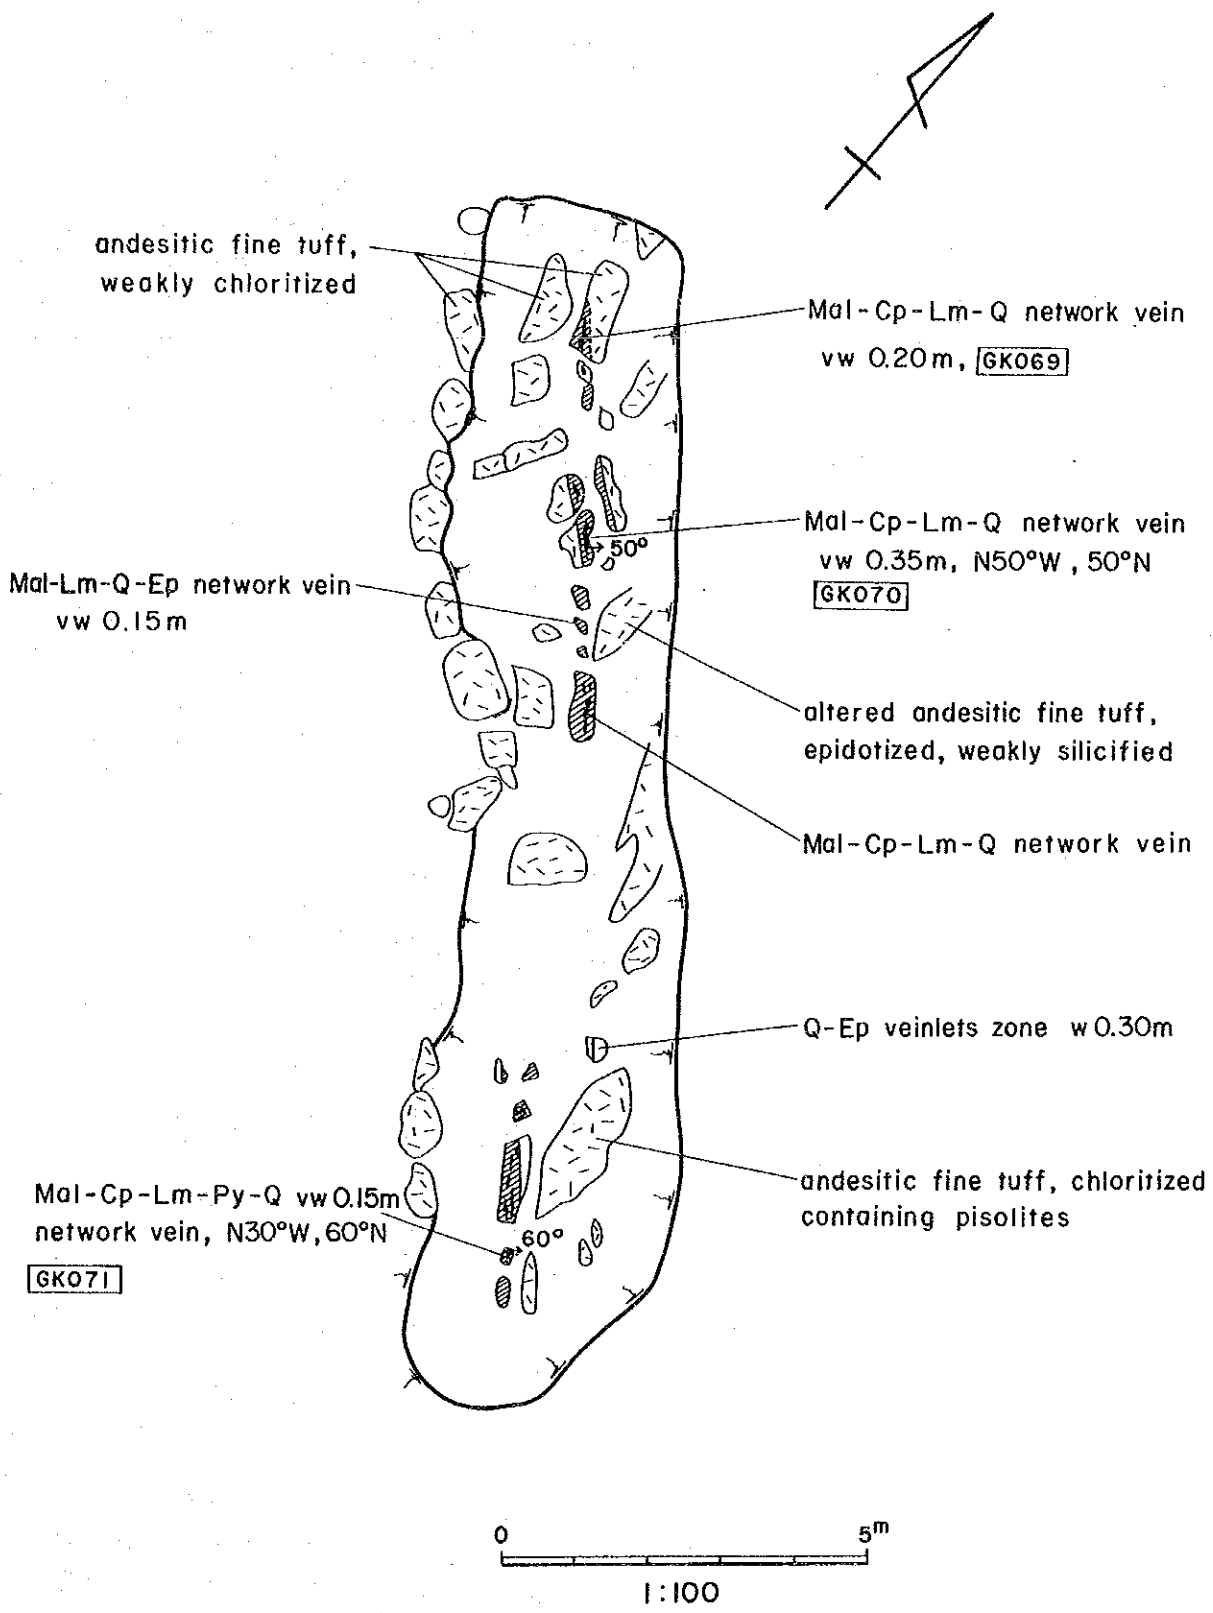 andesitic fine tuff,
weakly chloritized
Mal-Cp-Lm-Q network vein
vw 0.20m, GK069
Mal-Cp-Lm-Q network vein
vw 0.35m, N50°W, 50°N
GK070
50°
Mal-Lm-Q-Ep network vein
vw 0.15m
altered andesitic fine tuff,
epidotized, weakly silicified
Mal-Cp-Lm-Q network vein
Q-Ep veinlets zone w 0.30m
andesitic fine tuff, chloritized
containing pisolites
Mal-Cp-Lm-Py-Q vw 0.15m
network vein, N30°W, 60°N
GK071
60°
0 5m
1:100